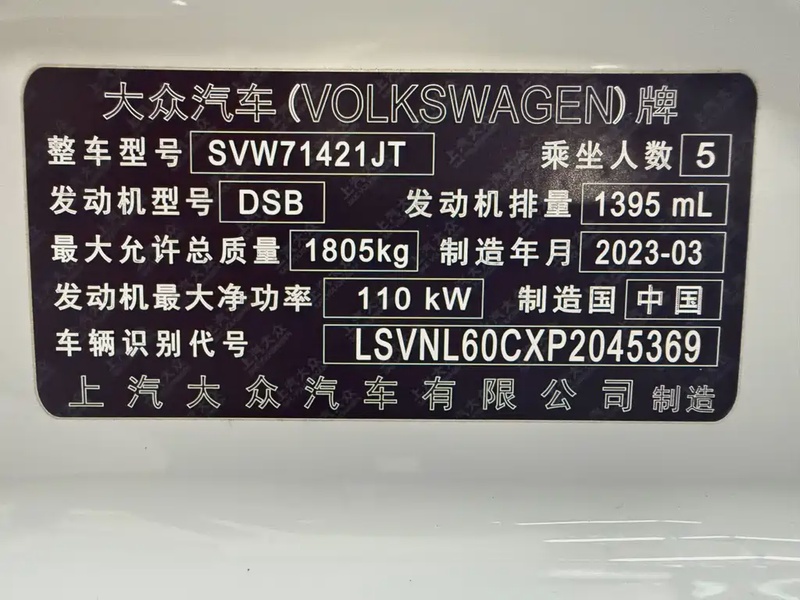 大众汽车(VOLKSWAGEN)牌
整车型号 SVW71421JT 乘坐人数 5
发动机型号 DSB 发动机排量 1395 mL
最大允许总质量 1805kg 制造年月 2023-03
发动机最大净功率 110 kW 制造国 中国
车辆识别代号 LSVNL60CXP2045369
上汽大众汽车有限公司 制造